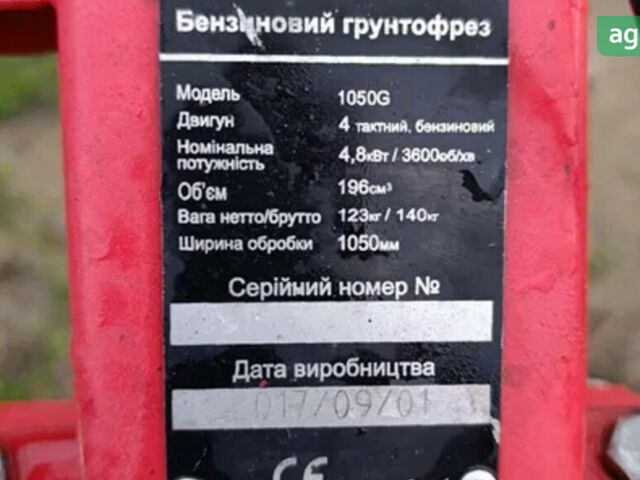 Бензиновий грунтофрез
ag
Модель 1050G
Двигун 4 тактний, бензиновий
Номінальна потужність 4,8кВт / 3600об/хв
Об'єм 196см³
Вага нетто/брутто 123кг / 140кг
Ширина обробки 1050мм
Серійний номер №
Дата виробництва
017/09/01
CE